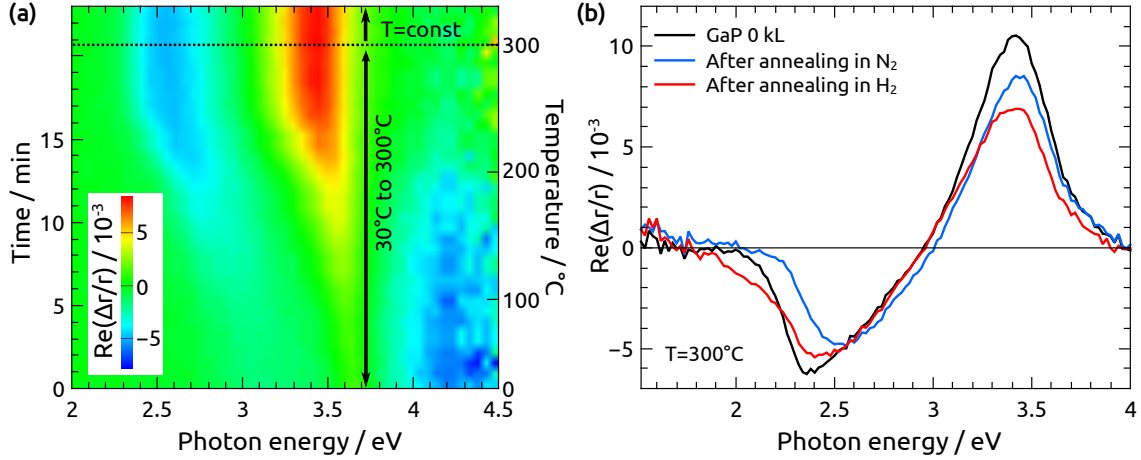 (a)
T=const
30°C to 300°C
Time / min
15
10
5
0
Re(Δr/r) / 10⁻³
5
0
−5
300
200
100
0
Temperature / °C
2
2.5
3
3.5
4
4.5
Photon energy / eV
(b)
GaP 0 kL
After annealing in N₂
After annealing in H₂
Re(Δr/r) / 10⁻³
10
5
0
−5
T=300°C
2
2.5
3
3.5
4
Photon energy / eV